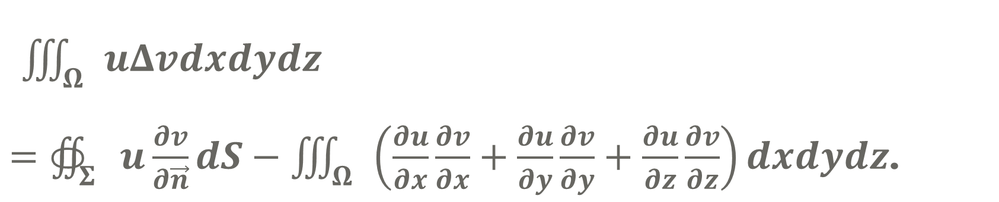 ∭_Ω uΔvdxdydz
= ∯_Σ u ∂v/∂n⃗ dS − ∭_Ω (∂u/∂x ∂v/∂x + ∂u/∂y ∂v/∂y + ∂u/∂z ∂v/∂z) dxdydz.